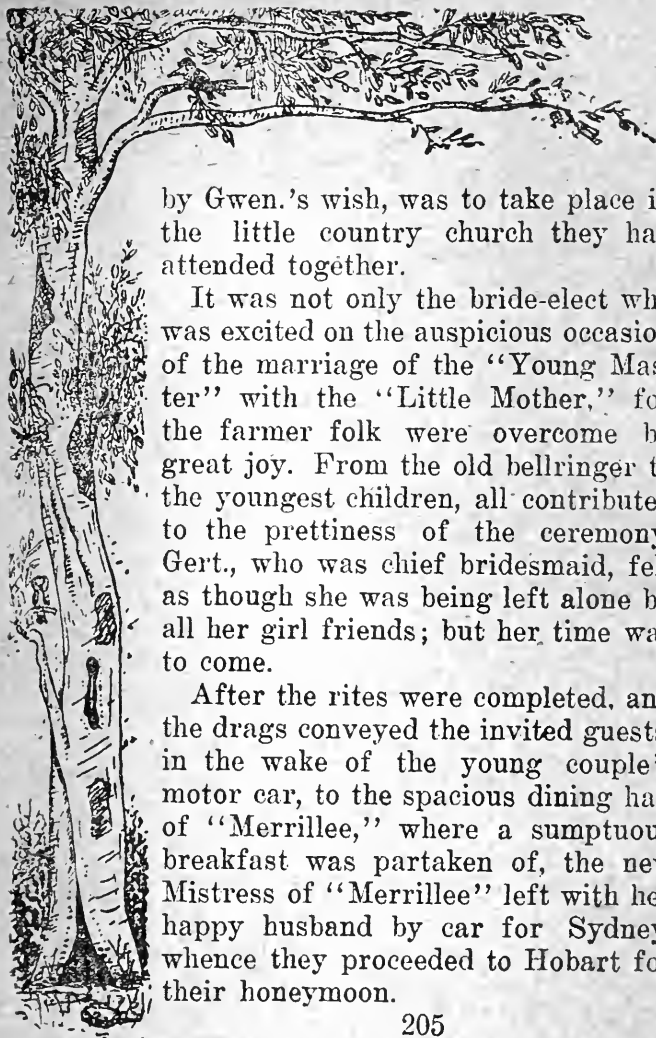 by Gwen.'s wish, was to take place i
the little country church they ha
attended together.
It was not only the bride-elect wh
was excited on the auspicious occasio
of the marriage of the "Young Mas
ter" with the "Little Mother," fo
the farmer folk were overcome b
great joy. From the old bellringer t
the youngest children, all contribute
to the prettiness of the ceremony
Gert., who was chief bridesmaid, fe
as though she was being left alone b
all her girl friends; but her time wa
to come.
After the rites were completed, an
the drags conveyed the invited guests
in the wake of the young couple'
motor car, to the spacious dining ha
of "Merrillee," where a sumptuou
breakfast was partaken of, the ne
Mistress of "Merrillee" left with he
happy husband by car for Sydney
whence they proceeded to Hobart fo
their honeymoon.
205